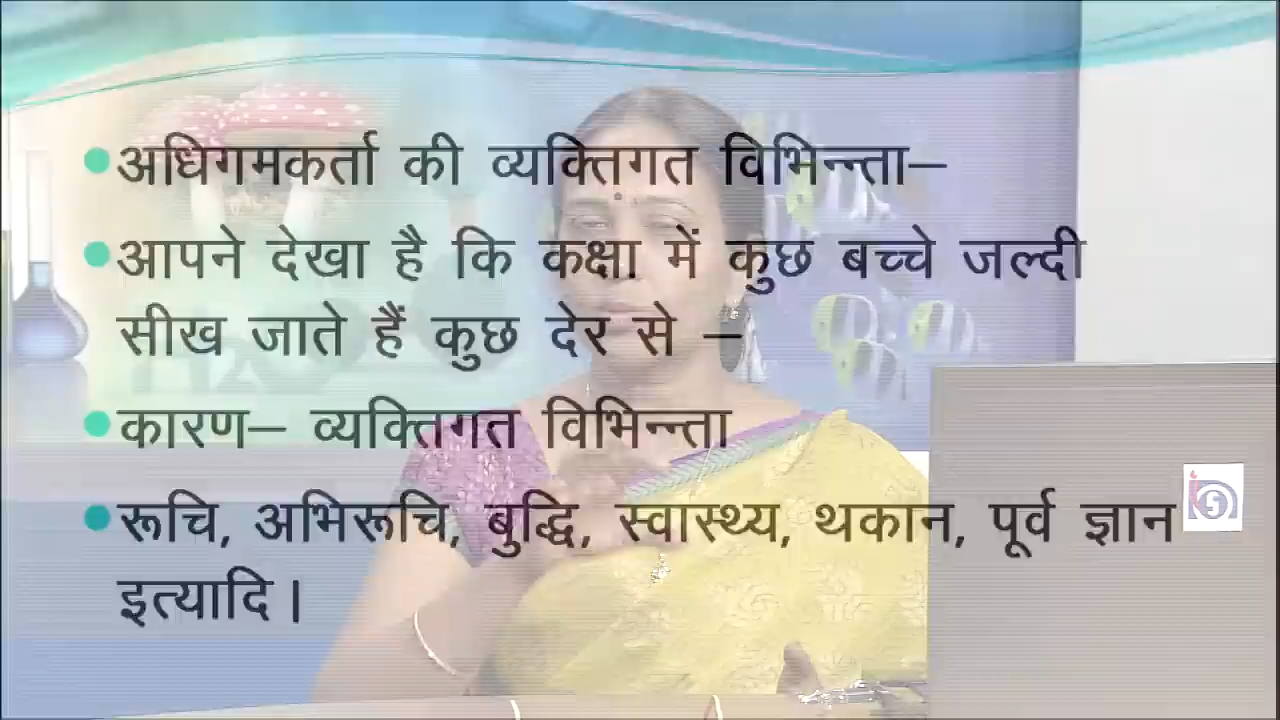 अधिगमकर्ता की व्यक्तिगत विभिन्न्ता–
आपने देखा है कि कक्षा में कुछ बच्चे जल्दी
सीख जाते हैं कुछ देर से –
कारण– व्यक्तिगत विभिन्न्ता
रूचि, अभिरूचि, बुद्धि, स्वास्थ्य, थकान, पूर्व ज्ञान
इत्यादि।